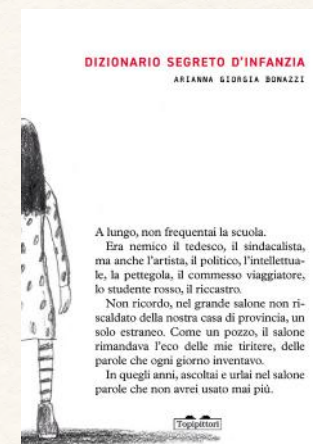 DIZIONARIO SEGRETO D'INFANZIA
ARIANNA GIORGIA BONAZZI
A lungo, non frequentai la scuola.
Era nemico il tedesco, il sindacalista,
ma anche l'artista, il politico, l'intellettua-
le, la pettegola, il commesso viaggiatore,
lo studente rosso, il riccastro.
Non ricordo, nel grande salone non ri-
scaldato della nostra casa di provincia, un
solo estraneo. Come un pozzo, il salone
rimandava l'eco delle mie tiritere, delle
parole che ogni giorno inventavo.
In quegli anni, ascoltai e urlai nel salone
parole che non avrei usato mai più.
Topipittori